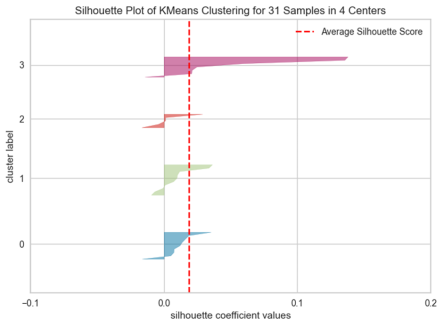 Silhouette Plot of KMeans Clustering for 31 Samples in 4 Centers
Average Silhouette Score
cluster label
3
2
1
0
-0.1
0.0
0.1
0.2
silhouette coefficient values